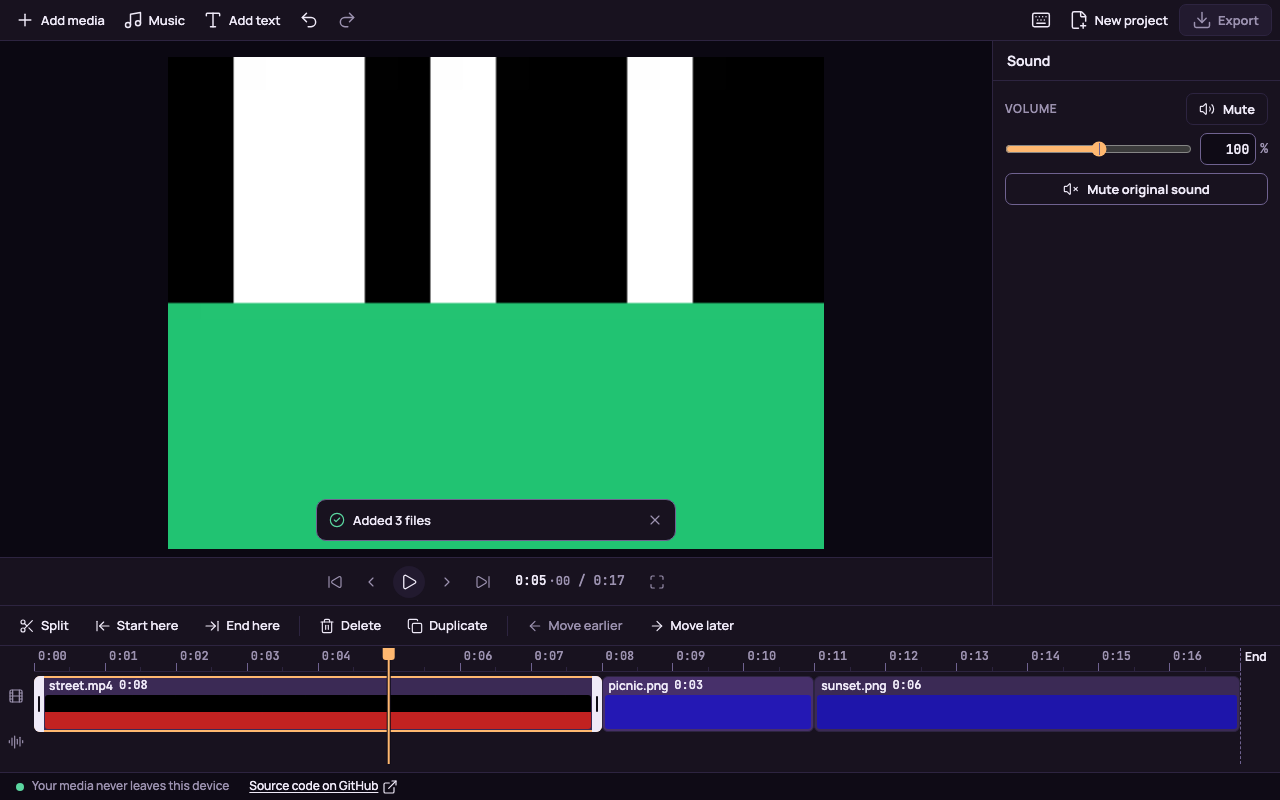 Add media
Music
Add text
New project
Export
Sound
VOLUME
Mute
100 %
Mute original sound
Added 3 files
0:05·00 / 0:17
Split
Start here
End here
Delete
Duplicate
Move earlier
Move later
0:00 0:01 0:02 0:03 0:04 0:06 0:07 0:08 0:09 0:10 0:11 0:12 0:13 0:14 0:15 0:16 End
street.mp4 0:08
picnic.png 0:03
sunset.png 0:06
Your media never leaves this device
Source code on GitHub